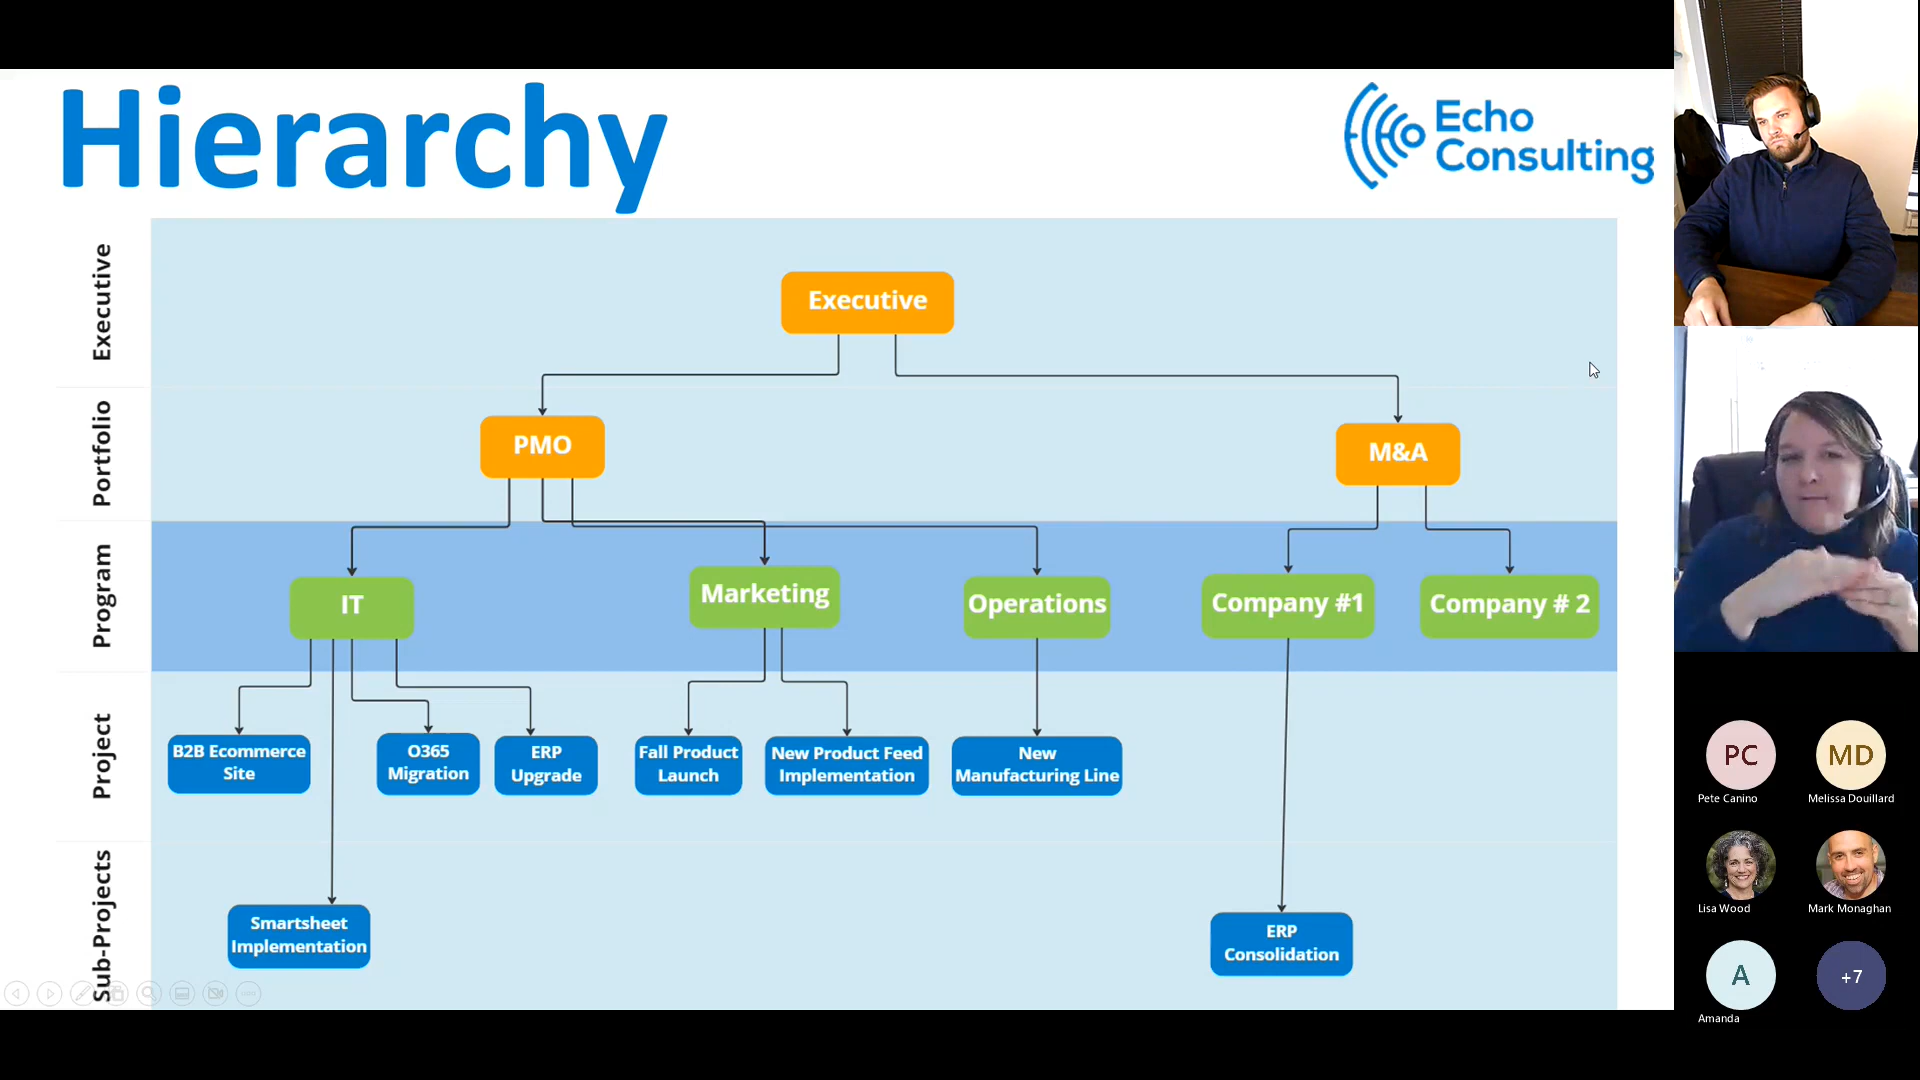 Hierarchy
Echo
Consulting
Executive
Executive
Portfolio
PMO
M&A
Program
IT
Marketing
Operations
Company #1
Company # 2
Project
B2B Ecommerce
Site
O365
Migration
ERP
Upgrade
Fall Product
Launch
New Product Feed
Implementation
New
Manufacturing Line
Sub-Projects
Smartsheet
Implementation
ERP
Consolidation
PC
Pete Canino
MD
Melissa Douillard
Lisa Wood
Mark Monaghan
A
Amanda
+7